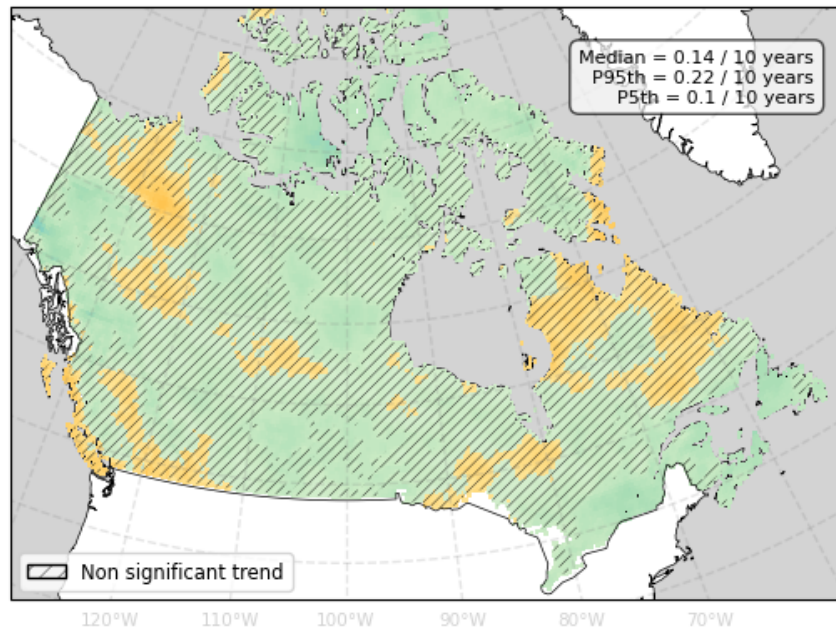 Median = 0.14 / 10 years
P95th = 0.22 / 10 years
P5th = 0.1 / 10 years
Non significant trend
120°W 110°W 100°W 90°W 80°W 70°W